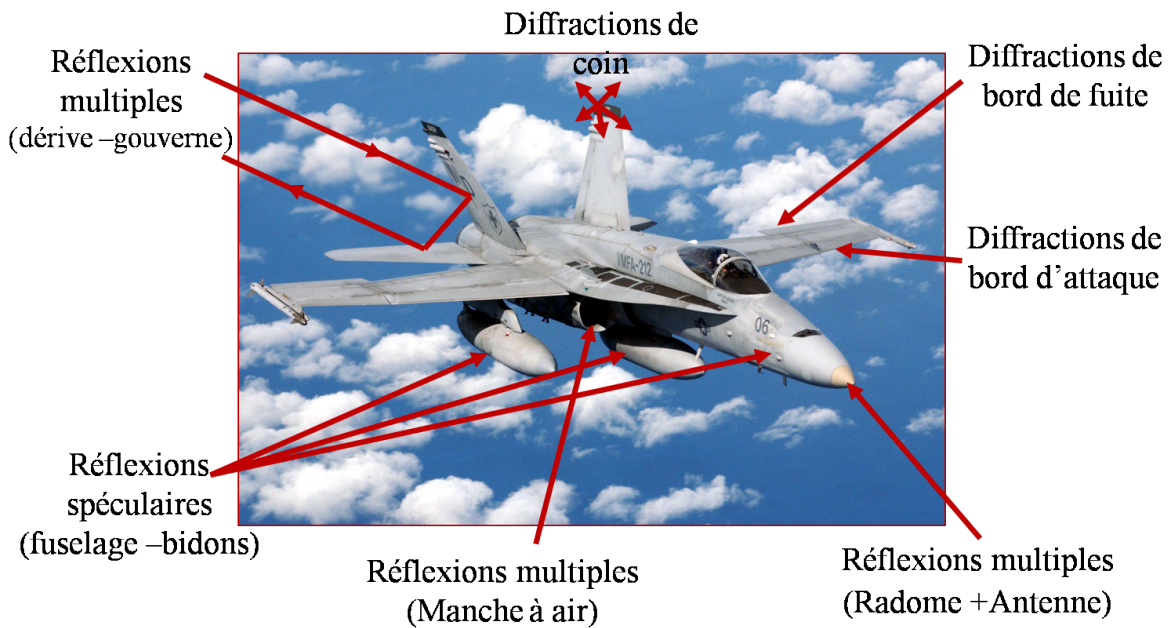 Diffractions de
coin
Réflexions
multiples
(dérive –gouverne)
Diffractions de
bord de fuite
Diffractions de
bord d’attaque
VMFA-212
06
Réflexions
spéculaires
(fuselage –bidons)
Réflexions multiples
(Manche à air)
Réflexions multiples
(Radome +Antenne)